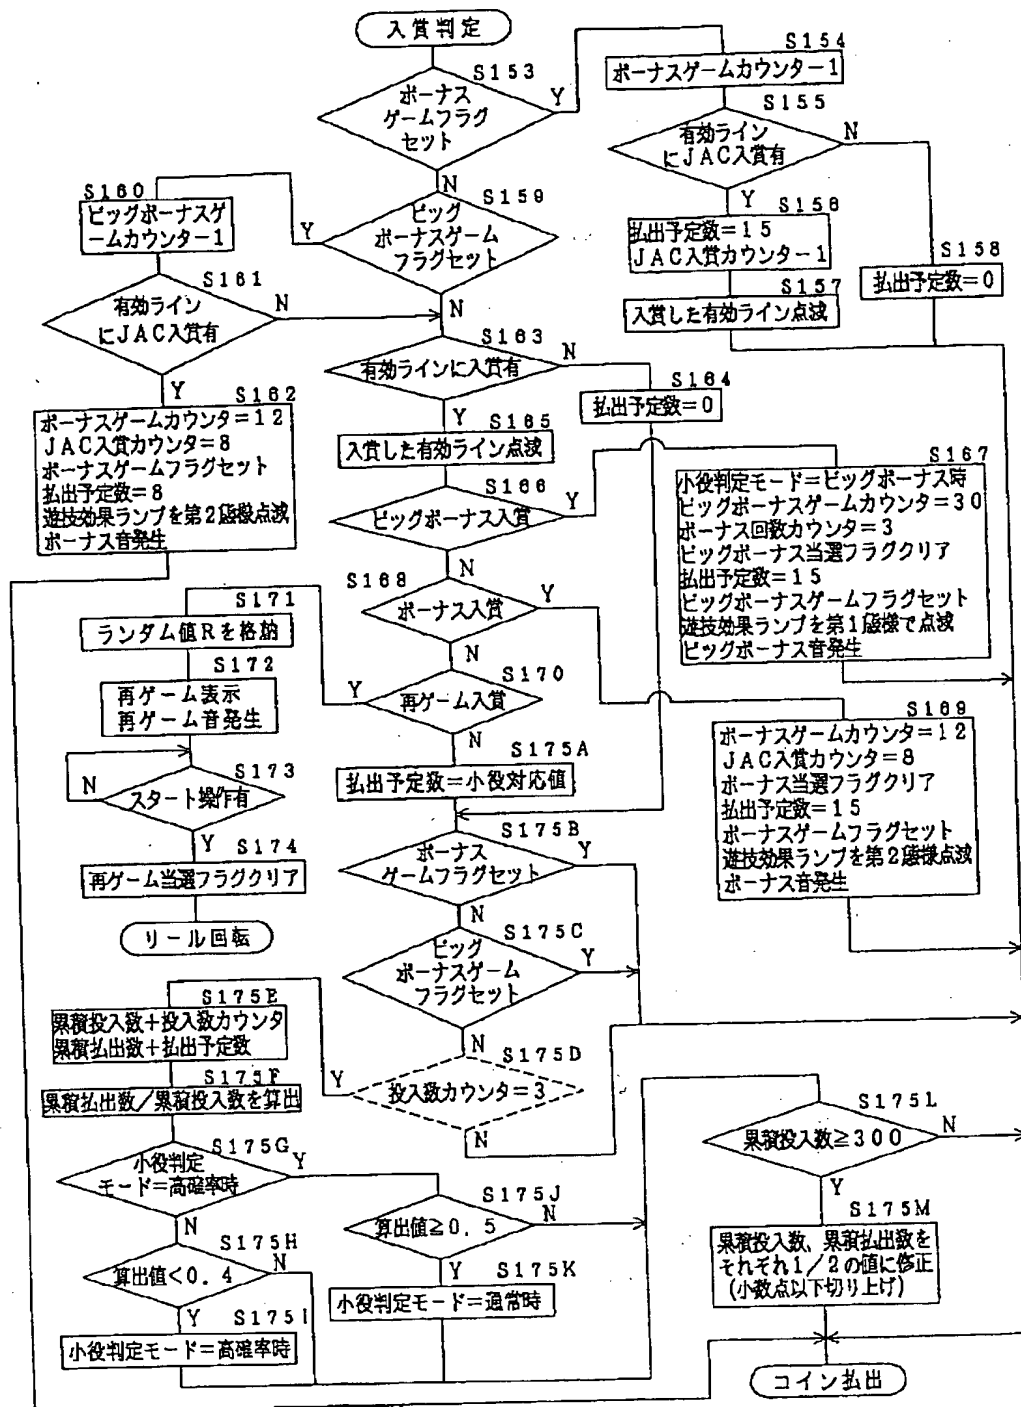 入賞判定
S153
ボーナス
ゲームフラグ
セット
Y
N
S154
ボーナスゲームカウンタ−1
S155
有効ライン
にJAC入賞有
N
Y
S156
払出予定数=15
JAC入賞カウンタ−1
S157
入賞した有効ライン点滅
S158
払出予定数=0
S159
ビッグ
ボーナスゲーム
フラグセット
Y
N
S160
ビッグボーナスゲ
ームカウンタ−1
S161
有効ライン
にJAC入賞有
N
Y
S162
ボーナスゲームカウンタ=12
JAC入賞カウンタ=8
ボーナスゲームフラグセット
払出予定数=8
遊技効果ランプを第2態様点滅
ボーナス音発生
S163
有効ラインに入賞有
N
Y
S164
払出予定数=0
S165
入賞した有効ライン点滅
S166
ビッグボーナス入賞
Y
N
S167
小役判定モード=ビッグボーナス時
ビッグボーナスゲームカウンタ=30
ボーナス回数カウンタ=3
ビッグボーナス当選フラグクリア
払出予定数=15
ビッグボーナスゲームフラグセット
遊技効果ランプを第1態様で点滅
ビッグボーナス音発生
S168
ボーナス入賞
Y
N
S169
ボーナスゲームカウンタ=12
JAC入賞カウンタ=8
ボーナス当選フラグクリア
払出予定数=15
ボーナスゲームフラグセット
遊技効果ランプを第2態様点滅
ボーナス音発生
S170
再ゲーム入賞
Y
N
S171
ランダム値Rを格納
S172
再ゲーム表示
再ゲーム音発生
S173
スタート操作有
N
Y
S174
再ゲーム当選フラグクリア
リール回転
S175A
払出予定数=小役対応値
S175B
ボーナス
ゲームフラグセット
Y
N
S175C
ビッグ
ボーナスゲーム
フラグセット
Y
N
S175D
投入数カウンタ=3
Y
N
S175E
累積投入数+投入数カウンタ
累積払出数+払出予定数
S175F
累積払出数/累積投入数を算出
S175G
小役判定
モード=高確率時
Y
N
S175H
算出値<0.4
N
Y
S175I
小役判定モード=高確率時
S175J
算出値≧0.5
N
Y
S175K
小役判定モード=通常時
S175L
累積投入数≧300
N
Y
S175M
累積投入数、累積払出数を
それぞれ1/2の値に修正
(小数点以下切り上げ)
コイン払出